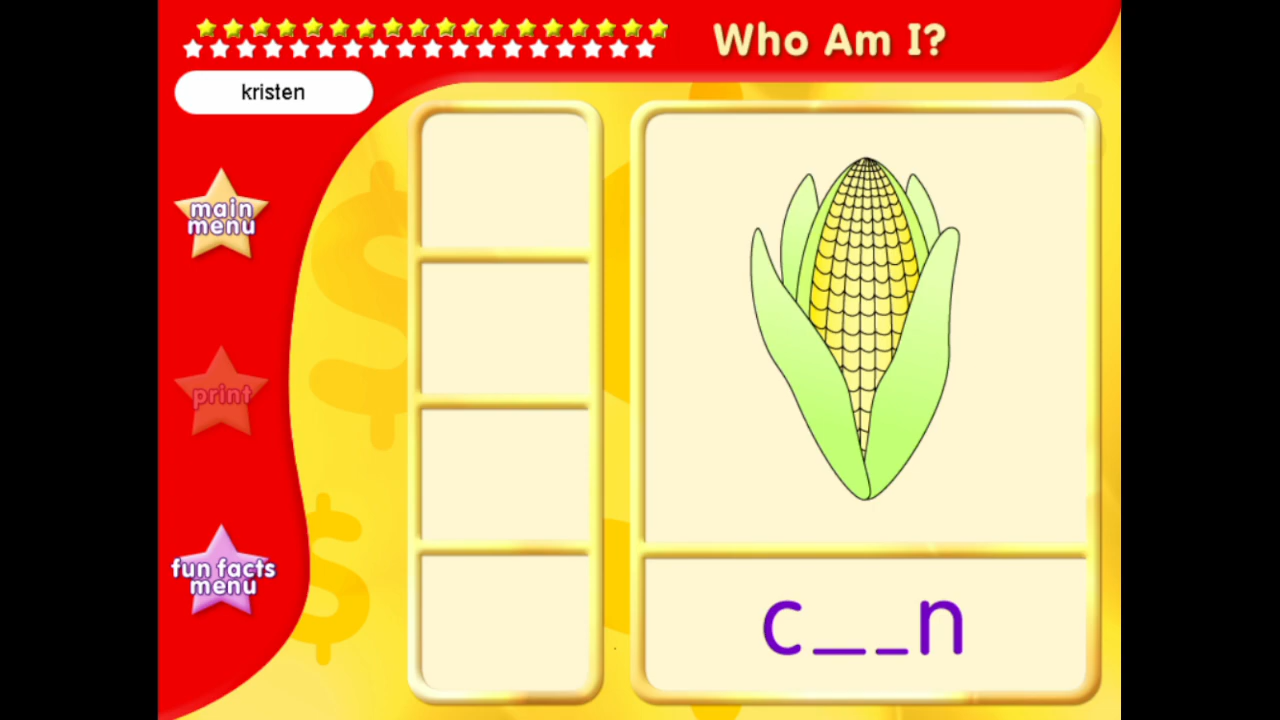 Who Am I?
kristen
main
menu
print
fun facts
menu
c__n